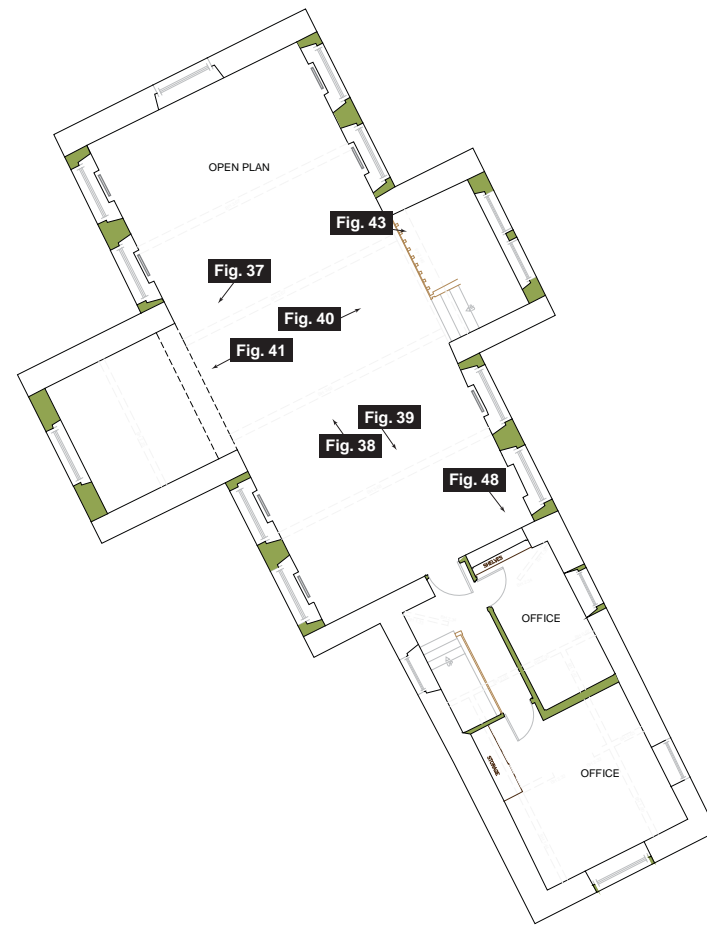 OPEN PLAN
Fig. 43
Fig. 37
Fig. 40
Fig. 41
Fig. 39
Fig. 38
Fig. 48
SHELVES
OFFICE
STORAGE
OFFICE